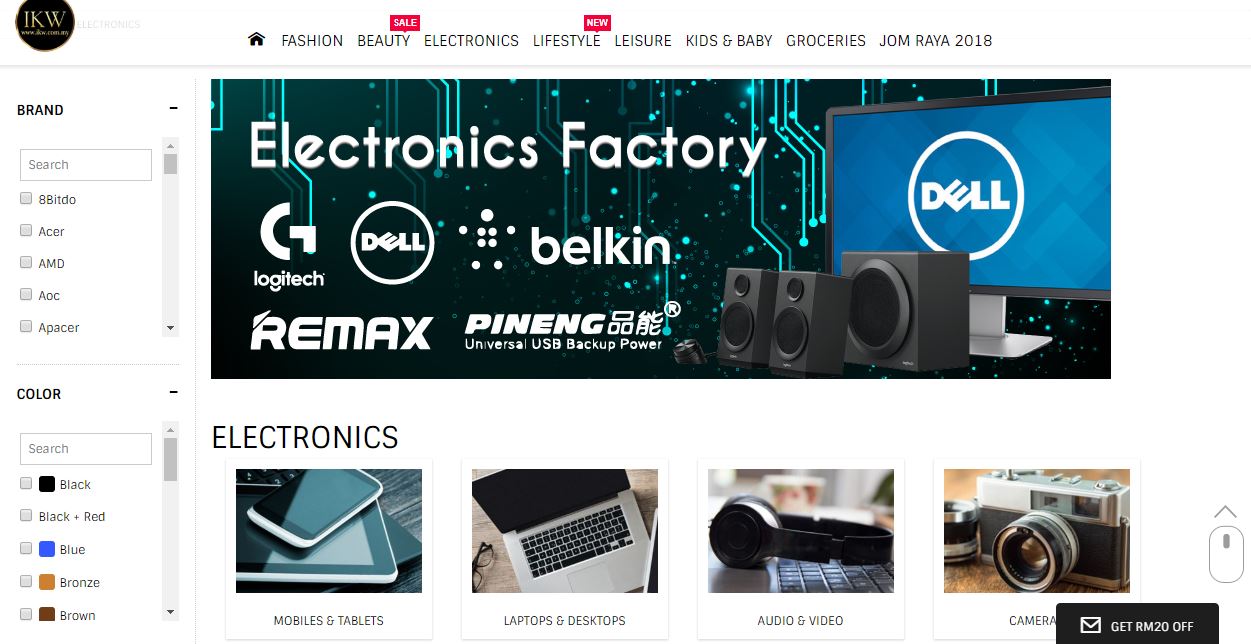 IKW
www.ikw.com.my
ELECTRONICS
SALE
NEW
FASHION BEAUTY ELECTRONICS LIFESTYLE LEISURE KIDS & BABY GROCERIES JOM RAYA 2018
BRAND
Search
8Bitdo
Acer
AMD
Aoc
Apacer
COLOR
Search
Black
Black + Red
Blue
Bronze
Brown
Electronics Factory
logitech
DELL
belkin
REMAX
PINENG品能®
Universal USB Backup Power
DELL
ELECTRONICS
MOBILES & TABLETS
LAPTOPS & DESKTOPS
AUDIO & VIDEO
CAMERA
GET RM20 OFF